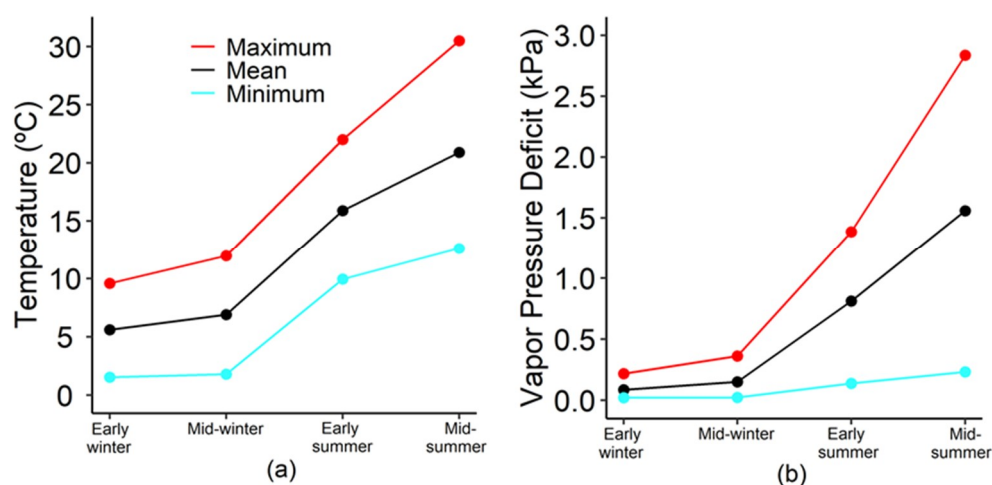 Temperature (ºC)
30
25
20
15
10
5
0
Maximum
Mean
Minimum
Early
winter
Mid-winter
Early
summer
Mid-
summer
(a)
Vapor Pressure Deficit (kPa)
3.0
2.5
2.0
1.5
1.0
0.5
0.0
Early
winter
Mid-winter
Early
summer
Mid-
summer
(b)